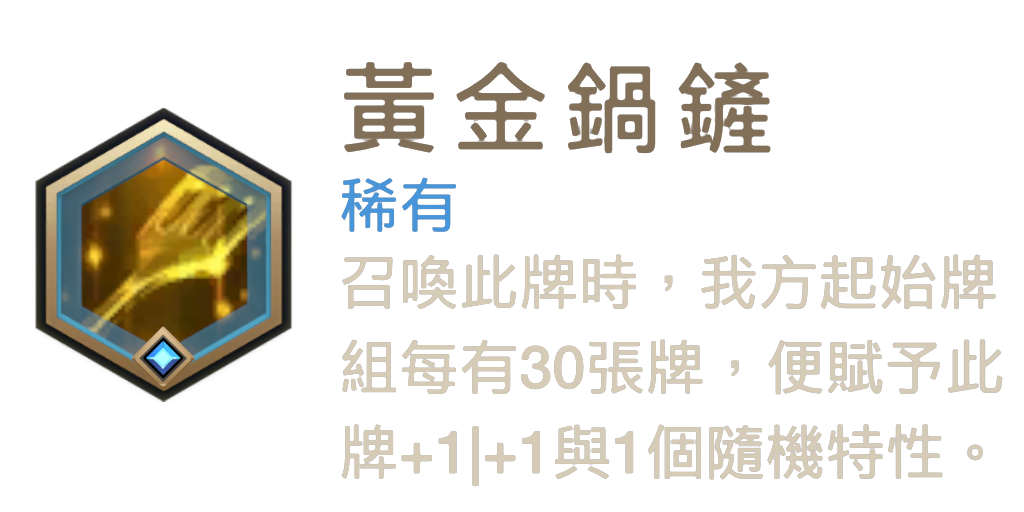 黃金鍋鏟
稀有
召喚此牌時，我方起始牌
組每有30張牌，便賦予此
牌+1|+1與1個隨機特性。